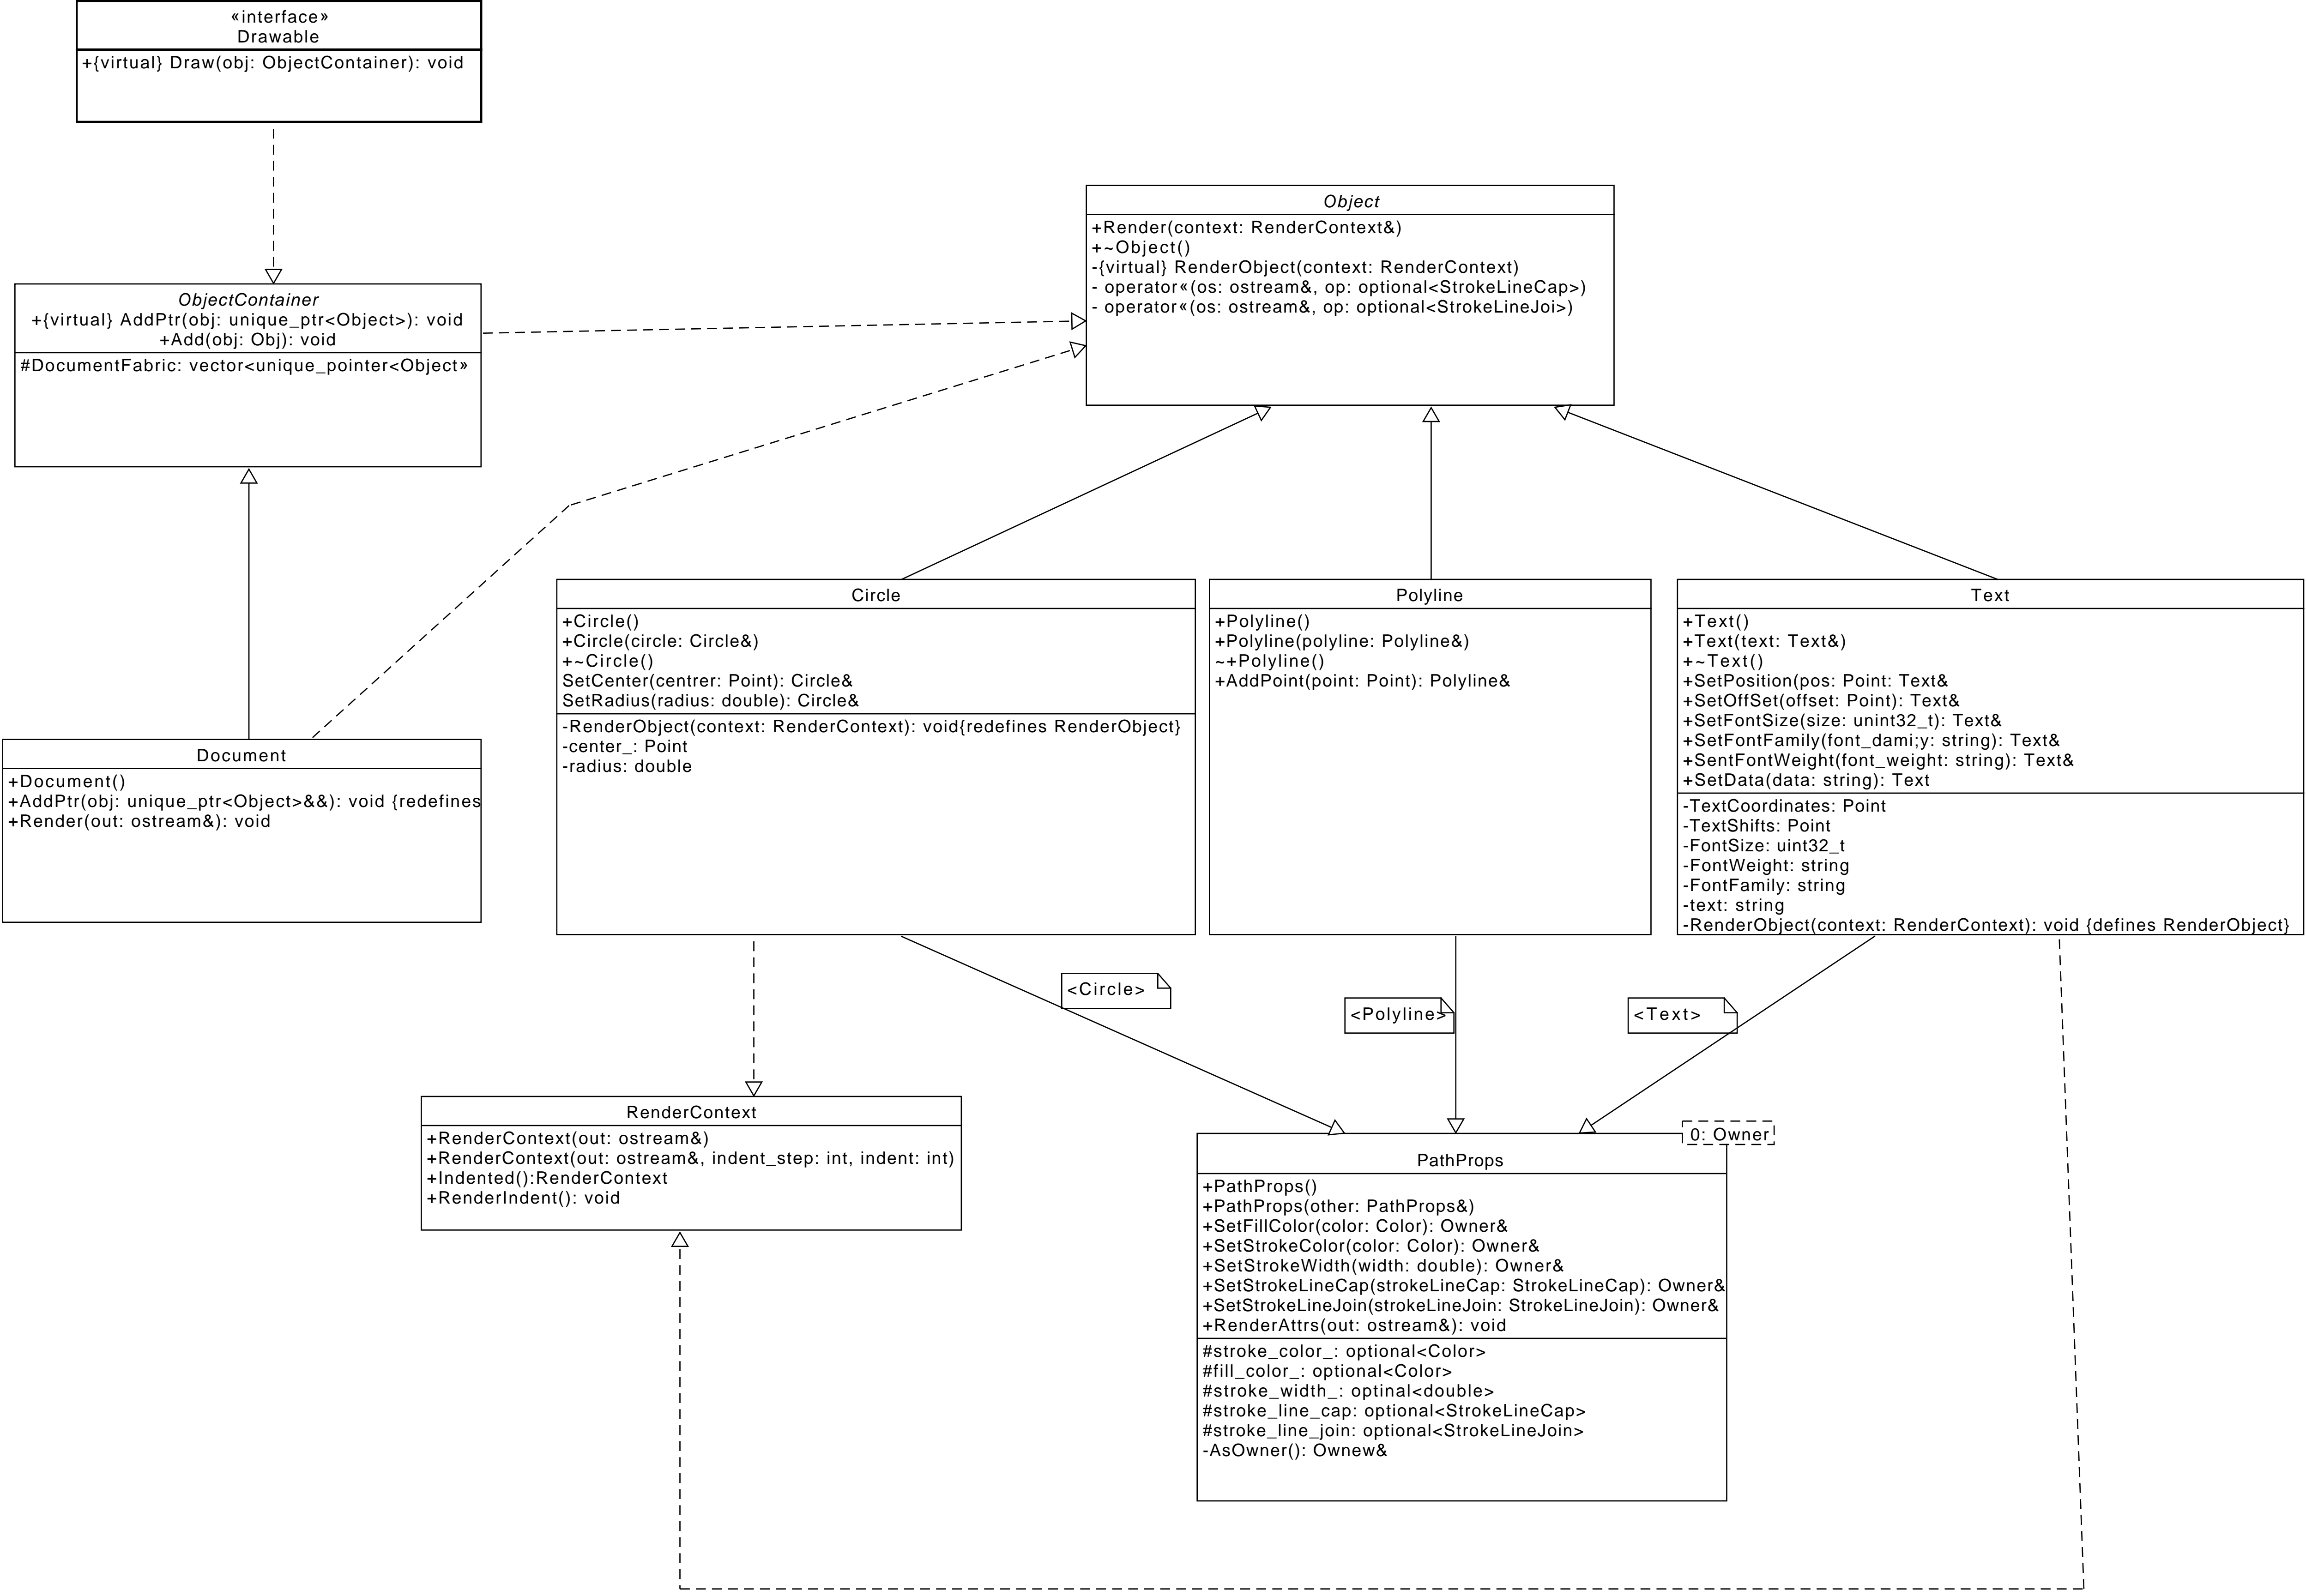 «interface»
Drawable
+{virtual} Draw(obj: ObjectContainer): void
Object
+Render(context: RenderContext&)
+~Object()
-{virtual} RenderObject(context: RenderContext)
- operator«(os: ostream&, op: optional<StrokeLineCap>)
- operator«(os: ostream&, op: optional<StrokeLineJoi>)
ObjectContainer
+{virtual} AddPtr(obj: unique_ptr<Object>): void
+Add(obj: Obj): void
#DocumentFabric: vector<unique_pointer<Object»
Circle
+Circle()
+Circle(circle: Circle&)
+~Circle()
SetCenter(centrer: Point): Circle&
SetRadius(radius: double): Circle&
-RenderObject(context: RenderContext): void{redefines RenderObject}
-center_: Point
-radius: double
Polyline
+Polyline()
+Polyline(polyline: Polyline&)
~+Polyline()
+AddPoint(point: Point): Polyline&
Text
+Text()
+Text(text: Text&)
+~Text()
+SetPosition(pos: Point: Text&
+SetOffSet(offset: Point): Text&
+SetFontSize(size: unint32_t): Text&
+SetFontFamily(font_dami;y: string): Text&
+SentFontWeight(font_weight: string): Text&
+SetData(data: string): Text
-TextCoordinates: Point
-TextShifts: Point
-FontSize: uint32_t
-FontWeight: string
-FontFamily: string
-text: string
-RenderObject(context: RenderContext): void {defines RenderObject}
Document
+Document()
+AddPtr(obj: unique_ptr<Object>&&): void {redefines
+Render(out: ostream&): void
<Circle>
<Polyline>
<Text>
RenderContext
+RenderContext(out: ostream&)
+RenderContext(out: ostream&, indent_step: int, indent: int)
+Indented():RenderContext
+RenderIndent(): void
0: Owner
PathProps
+PathProps()
+PathProps(other: PathProps&)
+SetFillColor(color: Color): Owner&
+SetStrokeColor(color: Color): Owner&
+SetStrokeWidth(width: double): Owner&
+SetStrokeLineCap(strokeLineCap: StrokeLineCap): Owner&
+SetStrokeLineJoin(strokeLineJoin: StrokeLineJoin): Owner&
+RenderAttrs(out: ostream&): void
#stroke_color_: optional<Color>
#fill_color_: optional<Color>
#stroke_width_: optinal<double>
#stroke_line_cap: optional<StrokeLineCap>
#stroke_line_join: optional<StrokeLineJoin>
-AsOwner(): Ownew&